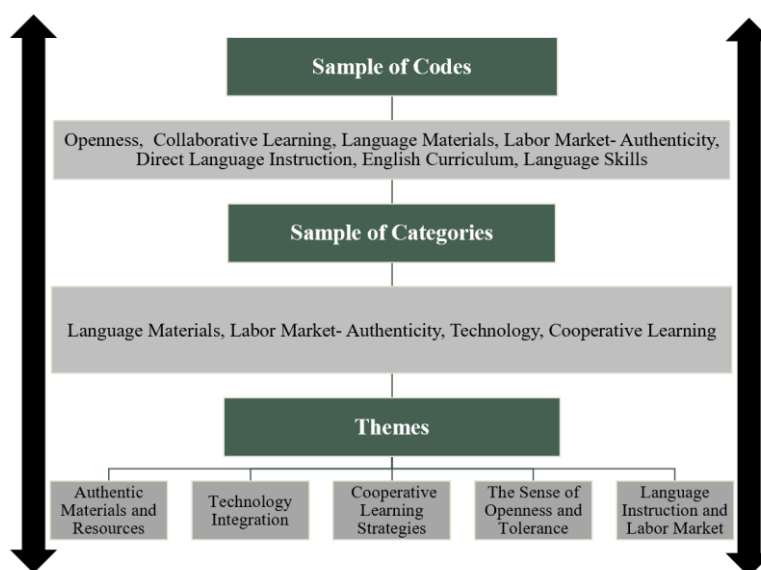 Sample of Codes
Openness, Collaborative Learning, Language Materials, Labor Market- Authenticity,
Direct Language Instruction, English Curriculum, Language Skills
Sample of Categories
Language Materials, Labor Market- Authenticity, Technology, Cooperative Learning
Themes
Authentic
Materials and
Resources
Technology
Integration
Cooperative
Learning
Strategies
The Sense of
Openness and
Tolerance
Language
Instruction and
Labor Market